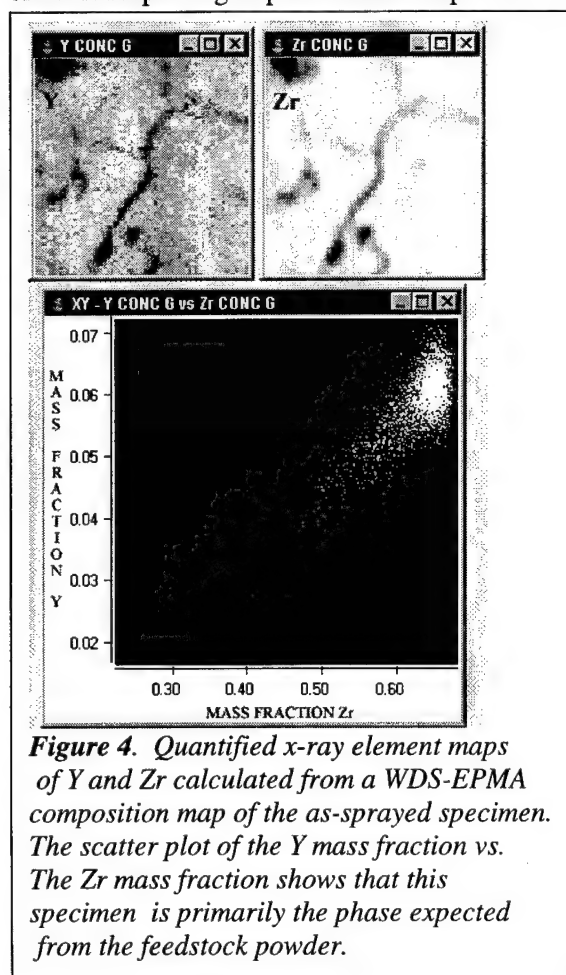 Y CONC G
Zr CONC G
Y
Zr
XY - Y CONC G vs Zr CONC G
MASS FRACTION Y
0.07
0.06
0.05
0.04
0.03
0.02
0.30 0.40 0.50 0.60
MASS FRACTION Zr
Figure 4. Quantified x-ray element maps
of Y and Zr calculated from a WDS-EPMA
composition map of the as-sprayed specimen.
The scatter plot of the Y mass fraction vs.
The Zr mass fraction shows that this
specimen is primarily the phase expected
from the feedstock powder.